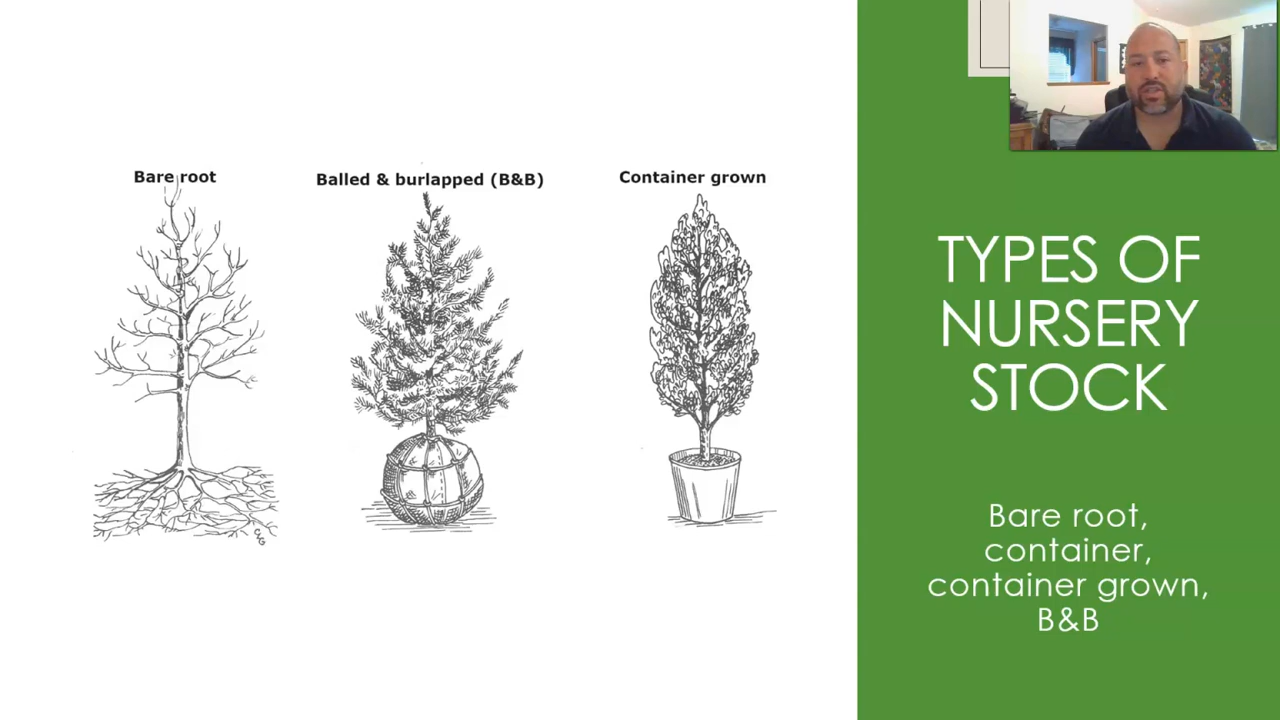 Bare root
Balled & burlapped (B&B)
Container grown
TYPES OF
NURSERY
STOCK
Bare root,
container,
container grown,
B&B